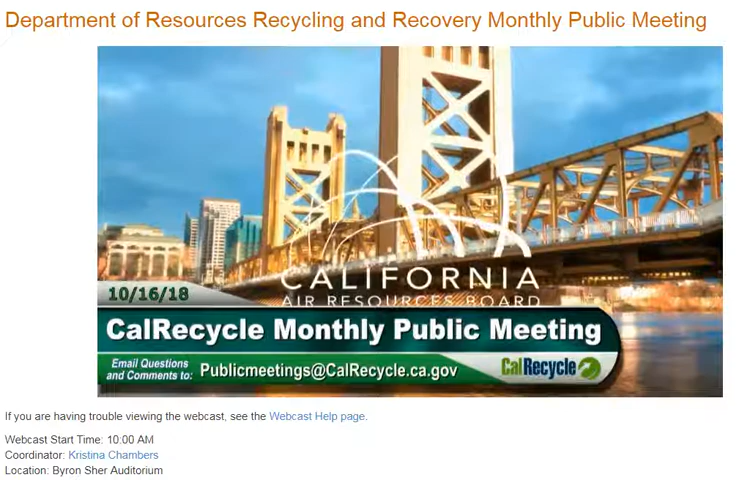 Department of Resources Recycling and Recovery Monthly Public Meeting
CALIFORNIA
AIR RESOURCES BOARD
10/16/18
CalRecycle Monthly Public Meeting
Email Questions
and Comments to:
Publicmeetings@CalRecycle.ca.gov
CalRecycle
If you are having trouble viewing the webcast, see the Webcast Help page.
Webcast Start Time: 10:00 AM
Coordinator: Kristina Chambers
Location: Byron Sher Auditorium